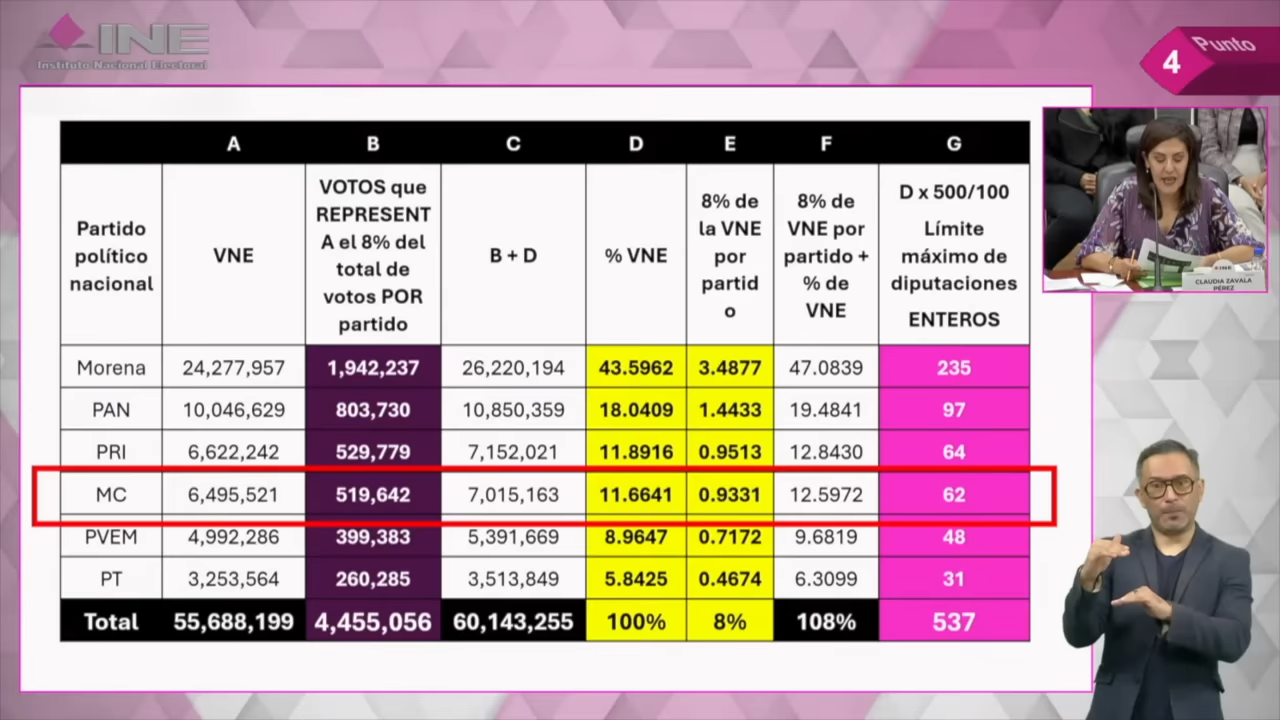 INE
Instituto Nacional Electoral
4 Punto
A B C D E F G
Partido político nacional
VNE
VOTOS que REPRESENT
A el 8% del total de votos POR partido
B + D
% VNE
8% de la VNE por partid
o
8% de VNE por partido + % de VNE
D x 500/100
Límite máximo de diputaciones
ENTEROS
Morena 24,277,957 1,942,237 26,220,194 43.5962 3.4877 47.0839 235
PAN 10,046,629 803,730 10,850,359 18.0409 1.4433 19.4841 97
PRI 6,622,242 529,779 7,152,021 11.8916 0.9513 12.8430 64
MC 6,495,521 519,642 7,015,163 11.6641 0.9331 12.5972 62
PVEM 4,992,286 399,383 5,391,669 8.9647 0.7172 9.6819 48
PT 3,253,564 260,285 3,513,849 5.8425 0.4674 6.3099 31
Total 55,688,199 4,455,056 60,143,255 100% 8% 108% 537
INE
CLAUDIA ZAVALA
PÉREZ